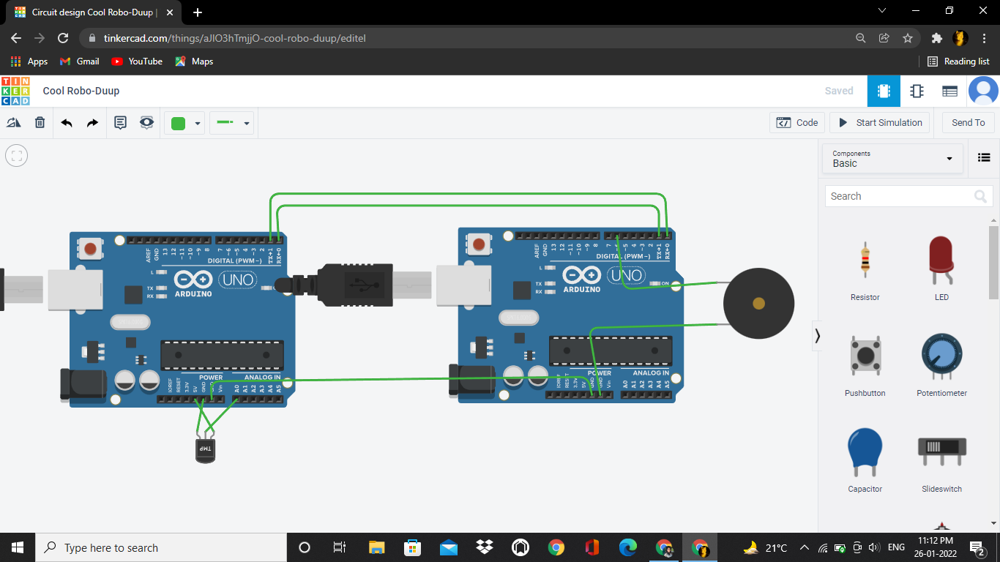 Circuit design Cool Robo-Duup |
tinkercad.com/things/aJlO3hTmjjO-cool-robo-duup/editel
Apps Gmail YouTube Maps Reading list
TIN
KER
CAD
Cool Robo-Duup Saved
Code Start Simulation Send To
Components
Basic
Search
Resistor LED
Pushbutton Potentiometer
Capacitor Slideswitch
AREF GND 13 12 ~11 ~10 ~9 8 7 ~6 ~5 4 ~3 2 TX→1 RX←0
DIGITAL (PWM~)
L
TX
RX
UNO
ARDUINO
POWER ANALOG IN
IOREF RESET 3.3V 5V GND GND Vin A0 A1 A2 A3 A4 A5
TMP
AREF GND 13 12 ~11 ~10 ~9 8 7 ~6 ~5 4 ~3 2 TX→1 RX←0
DIGITAL (PWM~)
L
TX
RX
UNO
ON
ARDUINO
POWER ANALOG IN
IOREF RESET 3.3V 5V GND GND Vin A0 A1 A2 A3 A4 A5
Type here to search
21°C ENG 11:12 PM
26-01-2022
2